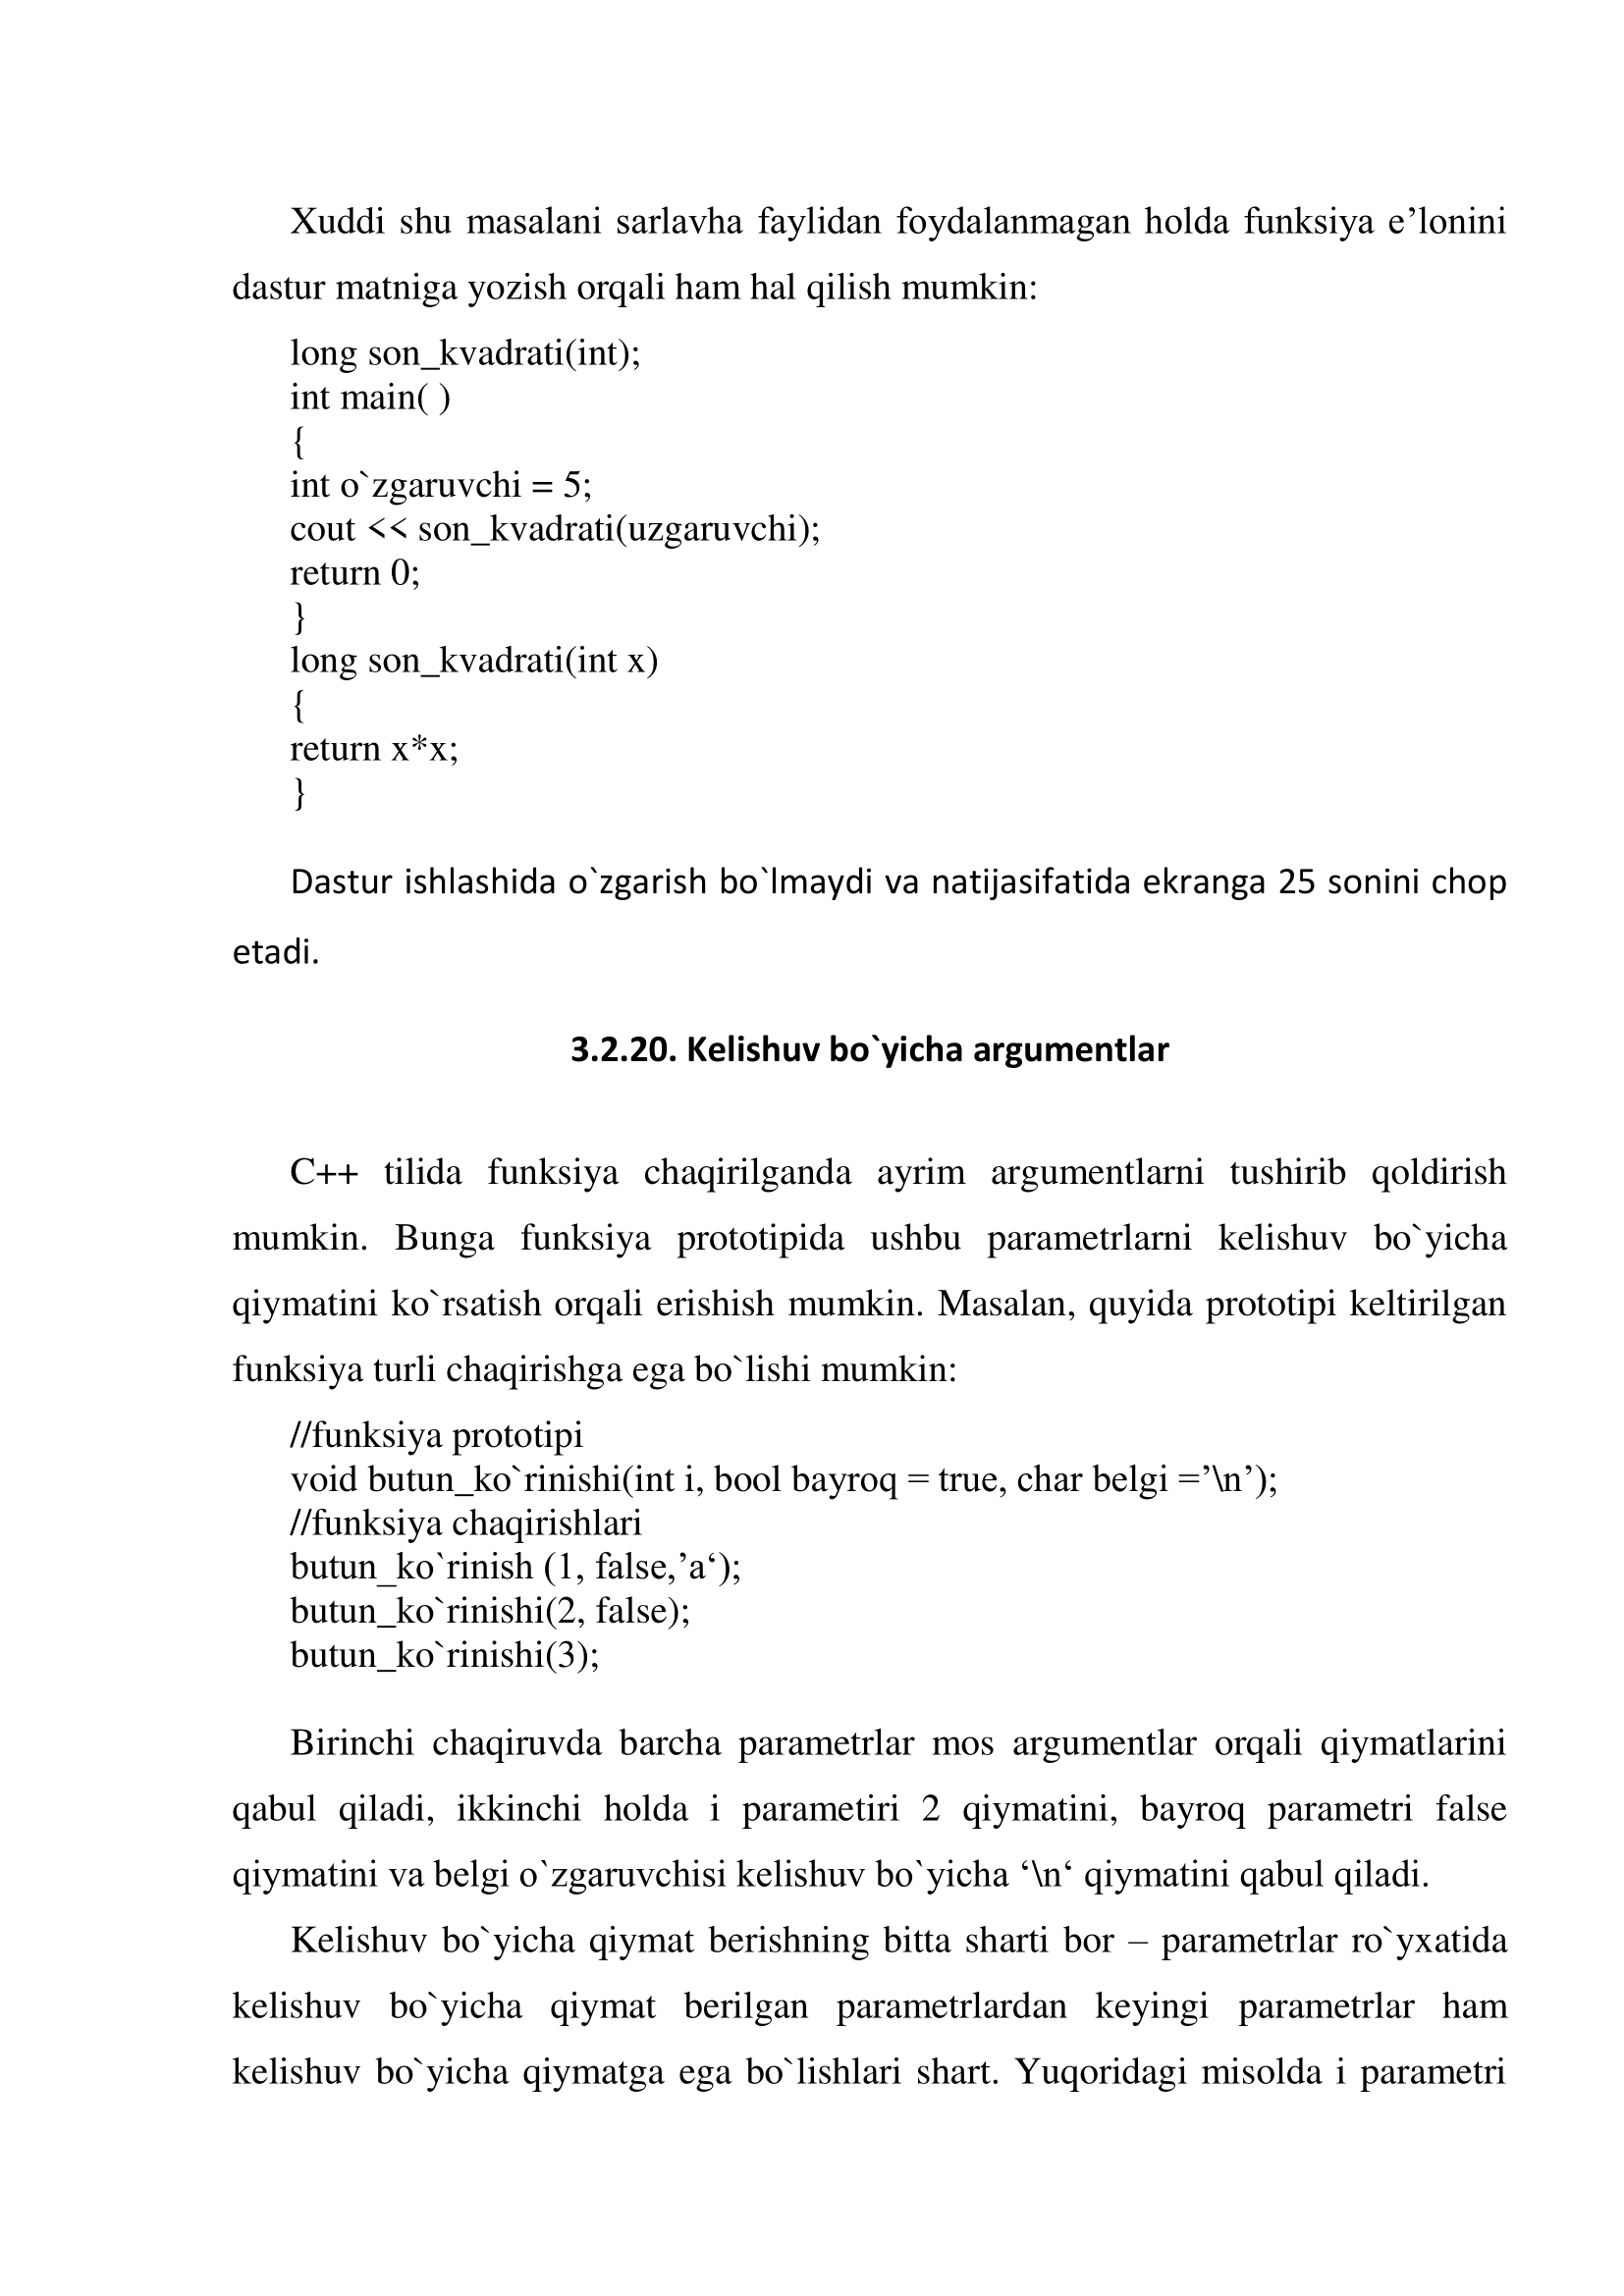 Xuddi shu masalani sarlavha faylidan foydalanmagan holda funksiya e’lonini
dastur matniga yozish orqali ham hal qilish mumkin:
long son_kvadrati(int);
int main( )
{
int o`zgaruvchi = 5;
cout << son_kvadrati(uzgaruvchi);
return 0;
}
long son_kvadrati(int x)
{
return x*x;
}
Dastur ishlashida o`zgarish bo`lmaydi va natijasifatida ekranga 25 sonini chop
etadi.
3.2.20. Kelishuv bo`yicha argumentlar
C++ tilida funksiya chaqirilganda ayrim argumentlarni tushirib qoldirish
mumkin. Bunga funksiya prototipida ushbu parametrlarni kelishuv bo`yicha
qiymatini ko`rsatish orqali erishish mumkin. Masalan, quyida prototipi keltirilgan
funksiya turli chaqirishga ega bo`lishi mumkin:
//funksiya prototipi
void butun_ko`rinishi(int i, bool bayroq = true, char belgi =’\n’);
//funksiya chaqirishlari
butun_ko`rinish (1, false,’a‘);
butun_ko`rinishi(2, false);
butun_ko`rinishi(3);
Birinchi chaqiruvda barcha parametrlar mos argumentlar orqali qiymatlarini
qabul qiladi, ikkinchi holda i parametiri 2 qiymatini, bayroq parametri false
qiymatini va belgi o`zgaruvchisi kelishuv bo`yicha ‘\n‘ qiymatini qabul qiladi.
Kelishuv bo`yicha qiymat berishning bitta sharti bor – parametrlar ro`yxatida
kelishuv bo`yicha qiymat berilgan parametrlardan keyingi parametrlar ham
kelishuv bo`yicha qiymatga ega bo`lishlari shart. Yuqoridagi misolda i parametri